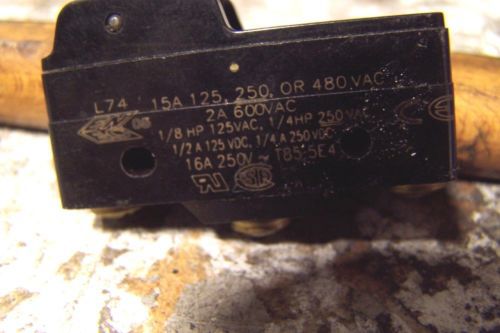 L74 15A 125, 250, OR 480 VAC
2A 600VAC
1/8 HP 125VAC, 1/4HP 250VAC
1/2 A 125 VDC, 1/4 A 250 VDC
16A 250V ~ T85 5E4
CE